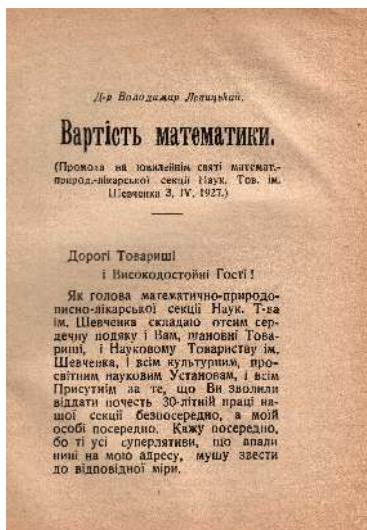 Д-р Володимир Левицький.
Вартість математики.
(Промова на ювилейнім святі математ.-
природ.-лікарської секції Наук. Тов. ім.
Шевченка 3, IV, 1927.)
Дорогі Товариші
і Високодостойні Гості!
Як голова математично-природо-
писно-лікарської секції Наук. Т-ва
ім. Шевченка складаю отсим сер-
дечну подяку і Вам, шановні Това-
риші, і Науковому Товариству ім.
Шевченка, і всім культурним, про-
світним науковим Установам, і всім
Присутнім за те, що Ви зволили
віддати почесть 30-літній праці на-
шої секції безпосередно, а моїй
особі посередно. Кажу посередно,
бо ті усі суперлятиви, що впали
нині на мою адресу, мушу звести
до відповідної міри.